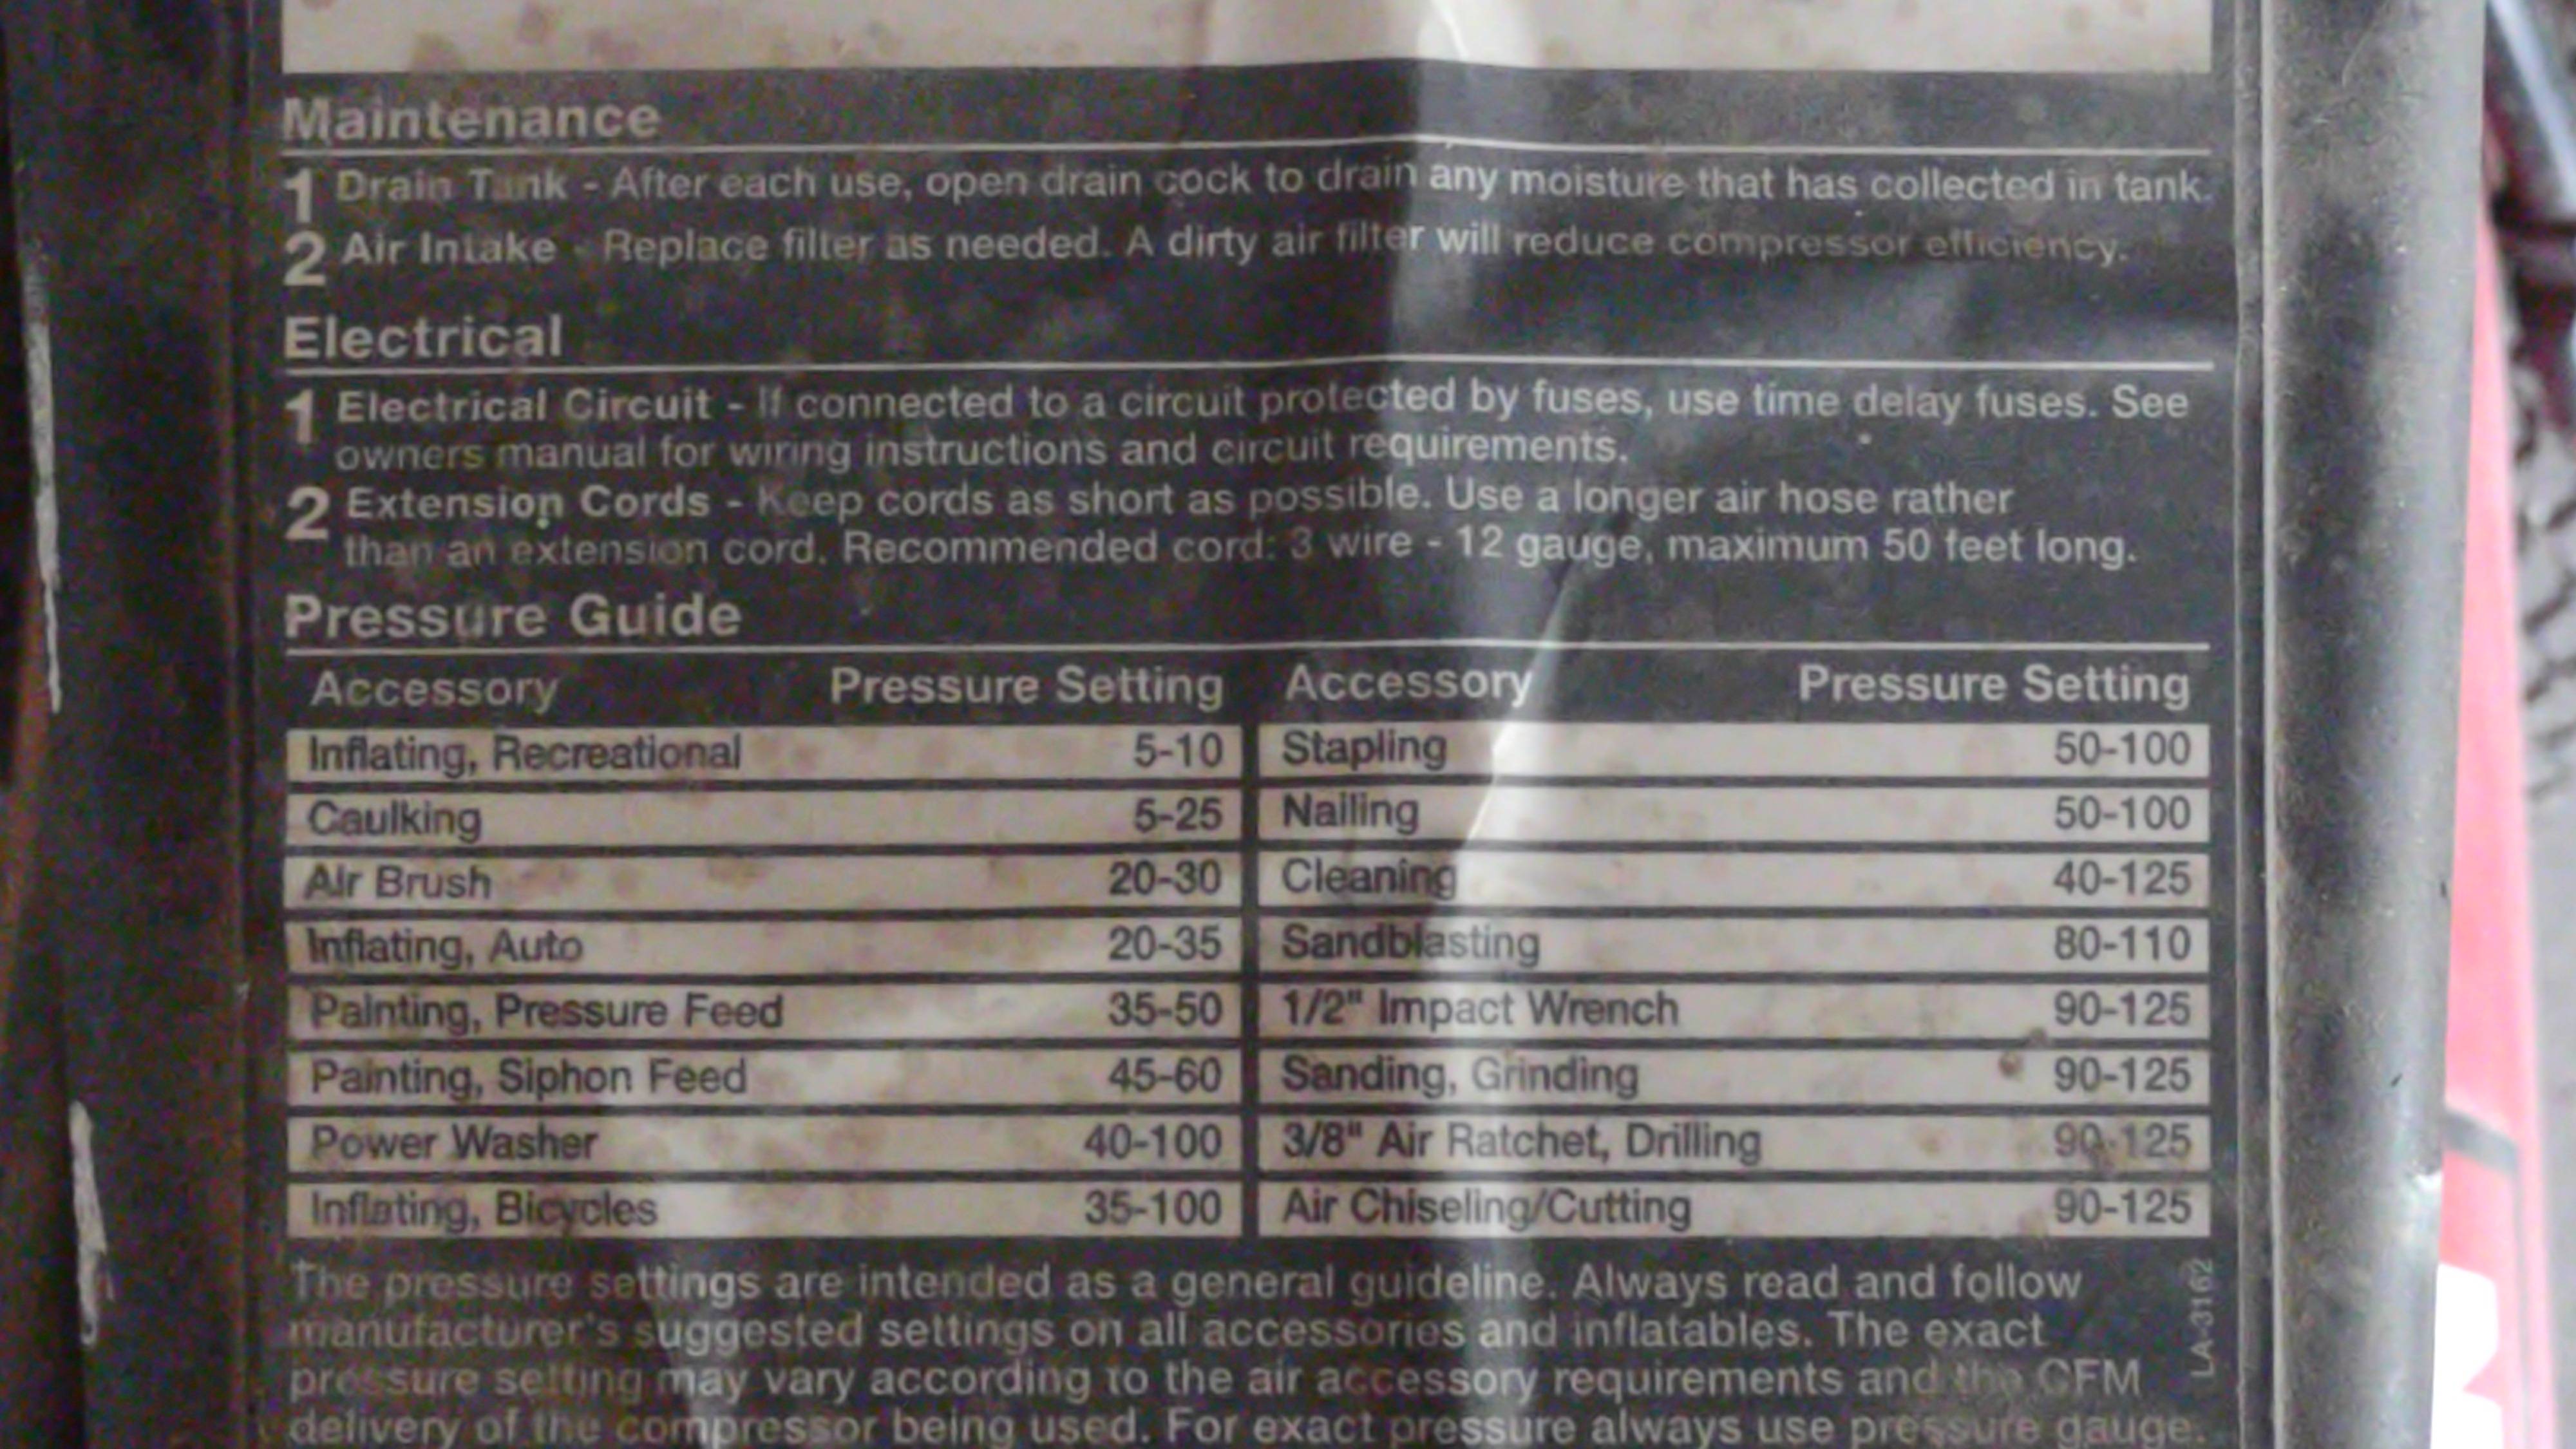 Maintenance
1 Drain Tank - After each use, open drain cock to drain any moisture that has collected in tank.
2 Air Intake - Replace filter as needed. A dirty air filter will reduce compressor efficiency.
Electrical
1 Electrical Circuit - If connected to a circuit protected by fuses, use time delay fuses. See
owners manual for wiring instructions and circuit requirements.
2 Extension Cords - Keep cords as short as possible. Use a longer air hose rather
than an extension cord. Recommended cord: 3 wire - 12 gauge, maximum 50 feet long.
Pressure Guide
Accessory Pressure Setting Accessory Pressure Setting
Inflating, Recreational 5-10 Stapling 50-100
Caulking 5-25 Nailing 50-100
Air Brush 20-30 Cleaning 40-125
Inflating, Auto 20-35 Sandblasting 80-110
Painting, Pressure Feed 35-50 1/2" Impact Wrench 90-125
Painting, Siphon Feed 45-60 Sanding, Grinding 90-125
Power Washer 40-100 3/8" Air Ratchet, Drilling 90-125
Inflating, Bicycles 35-100 Air Chiseling/Cutting 90-125
The pressure settings are intended as a general guideline. Always read and follow
manufacturer's suggested settings on all accessories and inflatables. The exact
pressure setting may vary according to the air accessory requirements and the CFM
delivery of the compressor being used. For exact pressure always use pressure gauge.
LA-3162